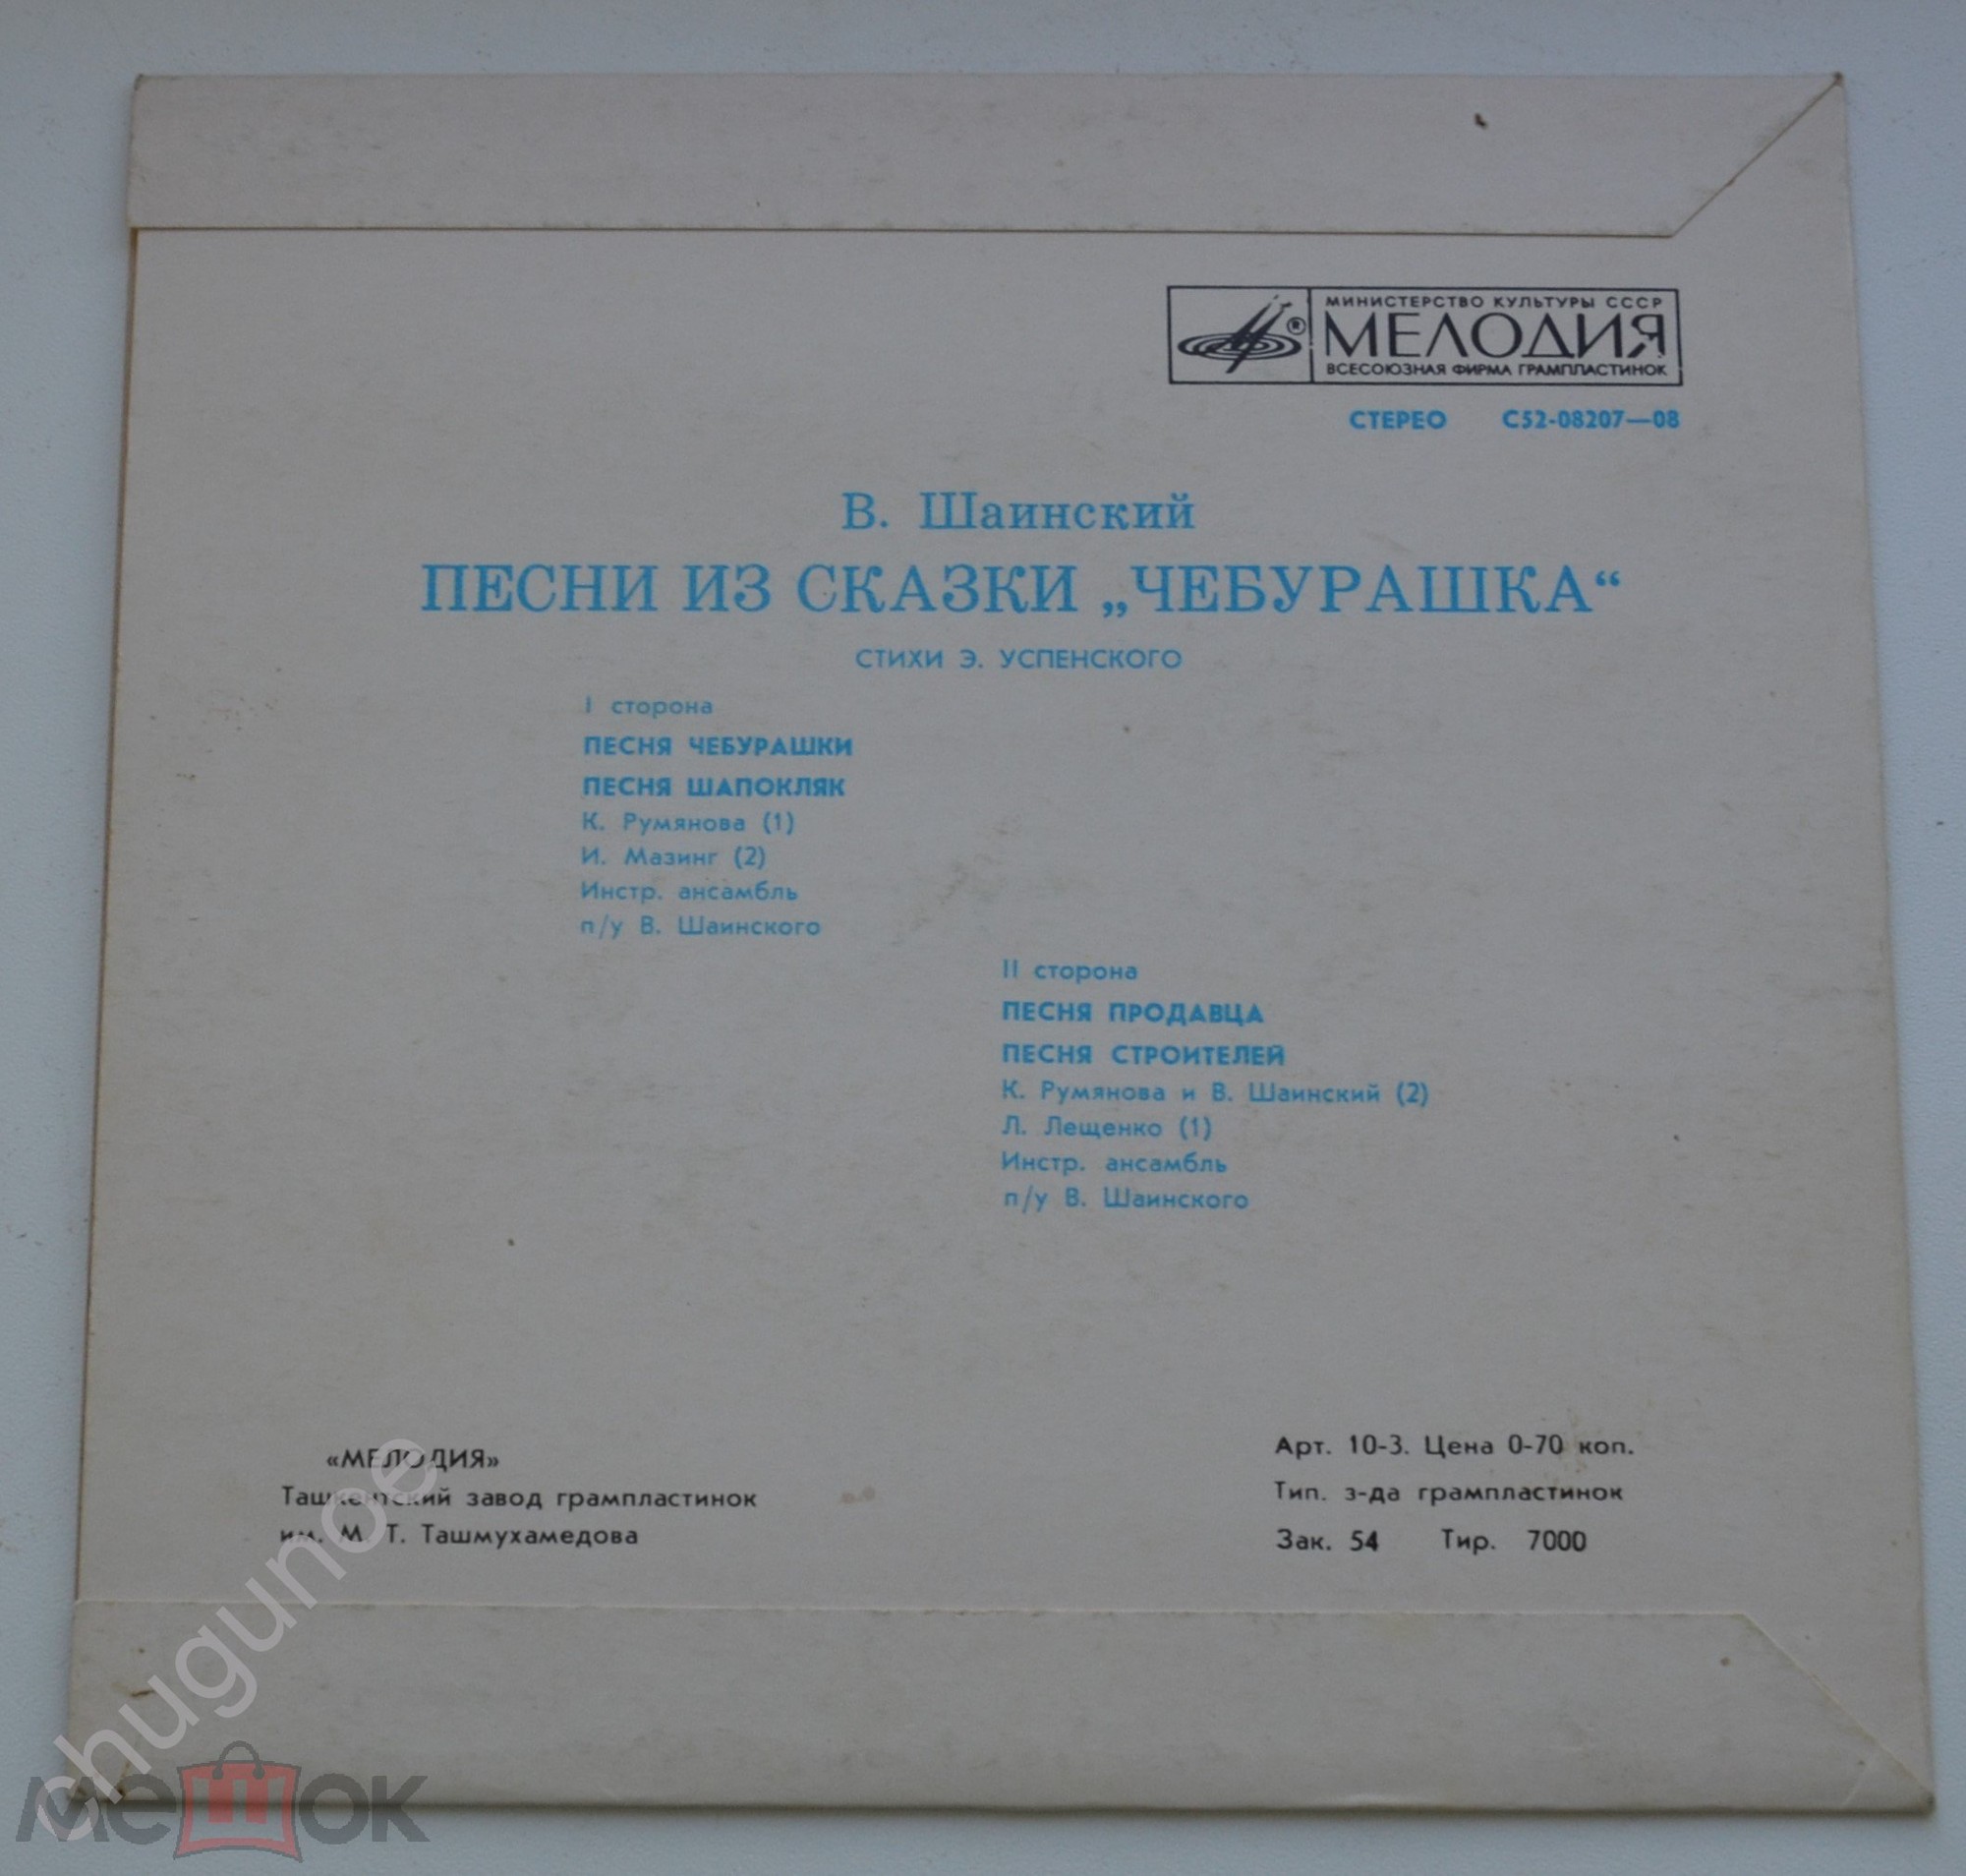 МИНИСТЕРСТВО КУЛЬТУРЫ СССР
®
МЕЛОДИЯ
ВСЕСОЮЗНАЯ ФИРМА ГРАМПЛАСТИНОК
СТЕРЕО С52-08207—08
В. Шаинский
ПЕСНИ ИЗ СКАЗКИ „ЧЕБУРАШКА“
СТИХИ Э. УСПЕНСКОГО
I сторона
ПЕСНЯ ЧЕБУРАШКИ
ПЕСНЯ ШАПОКЛЯК
К. Румянова (1)
И. Мазинг (2)
Инстр. ансамбль
п/у В. Шаинского
II сторона
ПЕСНЯ ПРОДАВЦА
ПЕСНЯ СТРОИТЕЛЕЙ
К. Румянова и В. Шаинский (2)
Л. Лещенко (1)
Инстр. ансамбль
п/у В. Шаинского
«МЕЛОДИЯ»
Ташкентский завод грампластинок
им. М. Т. Ташмухамедова
Арт. 10-3. Цена 0-70 коп.
Тип. з-да грампластинок
Зак. 54 Тир. 7000
chugunoe
мешок